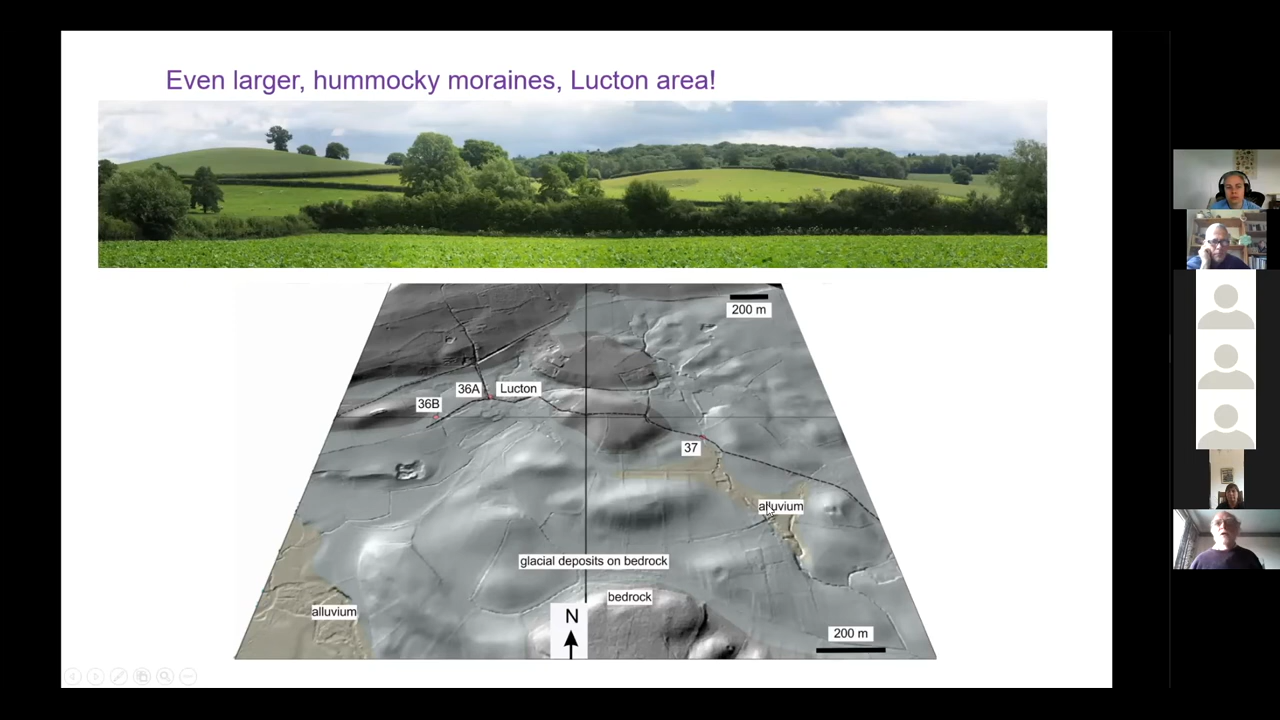 Even larger, hummocky moraines, Lucton area!
200 m
36A
Lucton
36B
37
alluvium
glacial deposits on bedrock
bedrock
alluvium
N
200 m